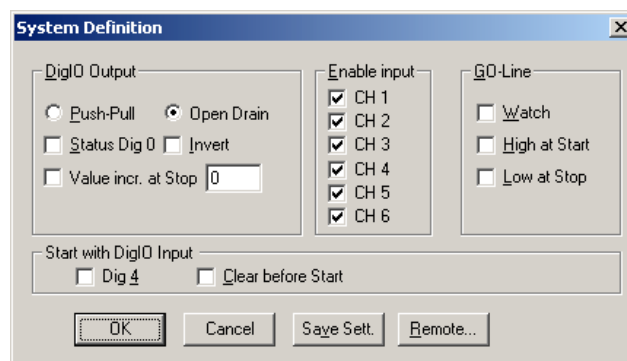 System Definition
DigIO Output
Push-Pull Open Drain
Status Dig 0 Invert
Value incr. at Stop 0
Enable input
CH 1
CH 2
CH 3
CH 4
CH 5
CH 6
GO-Line
Watch
High at Start
Low at Stop
Start with DigIO Input
Dig 4 Clear before Start
OK Cancel Save Sett. Remote...